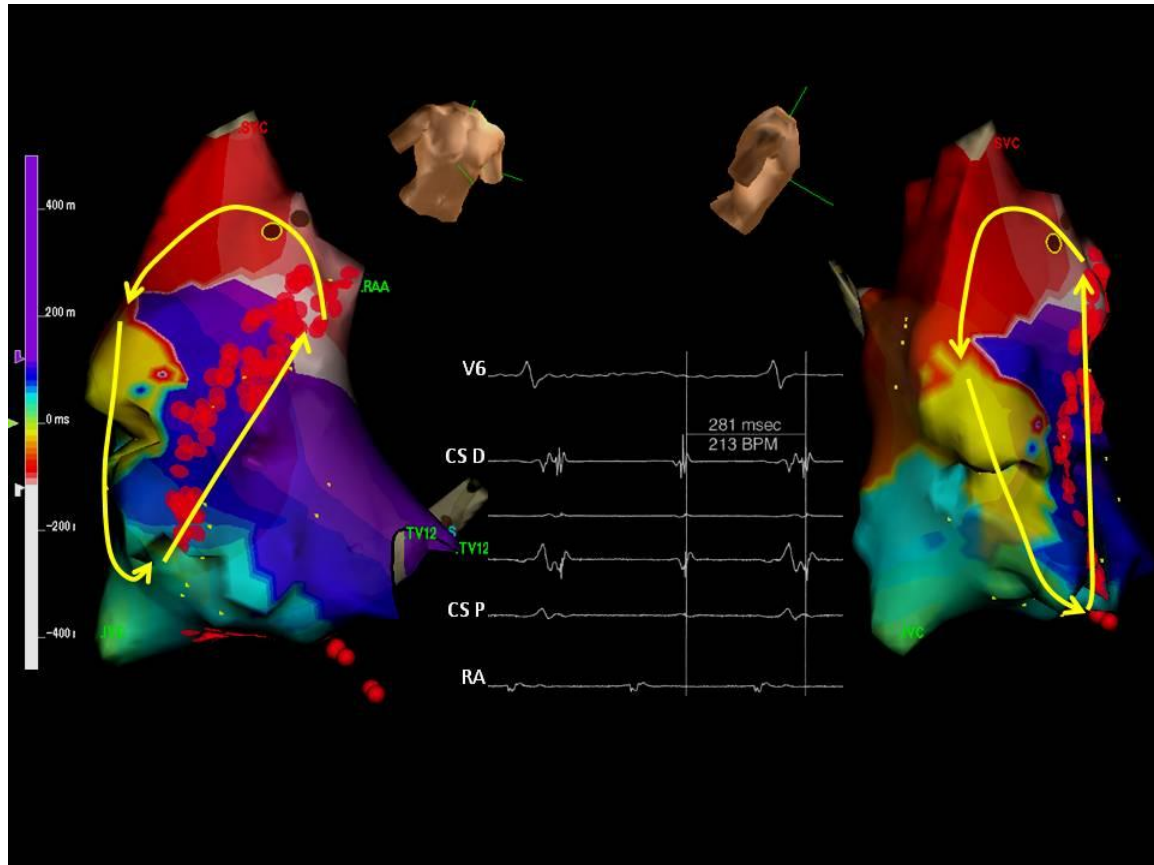 .SVC
SVC
400 m
.RAA
200 m
V6
0 ms
281 msec
213 BPM
CS D
−200 ı
TV12
S
.TV12
CS P
−400 ı
.IVC
IVC
RA